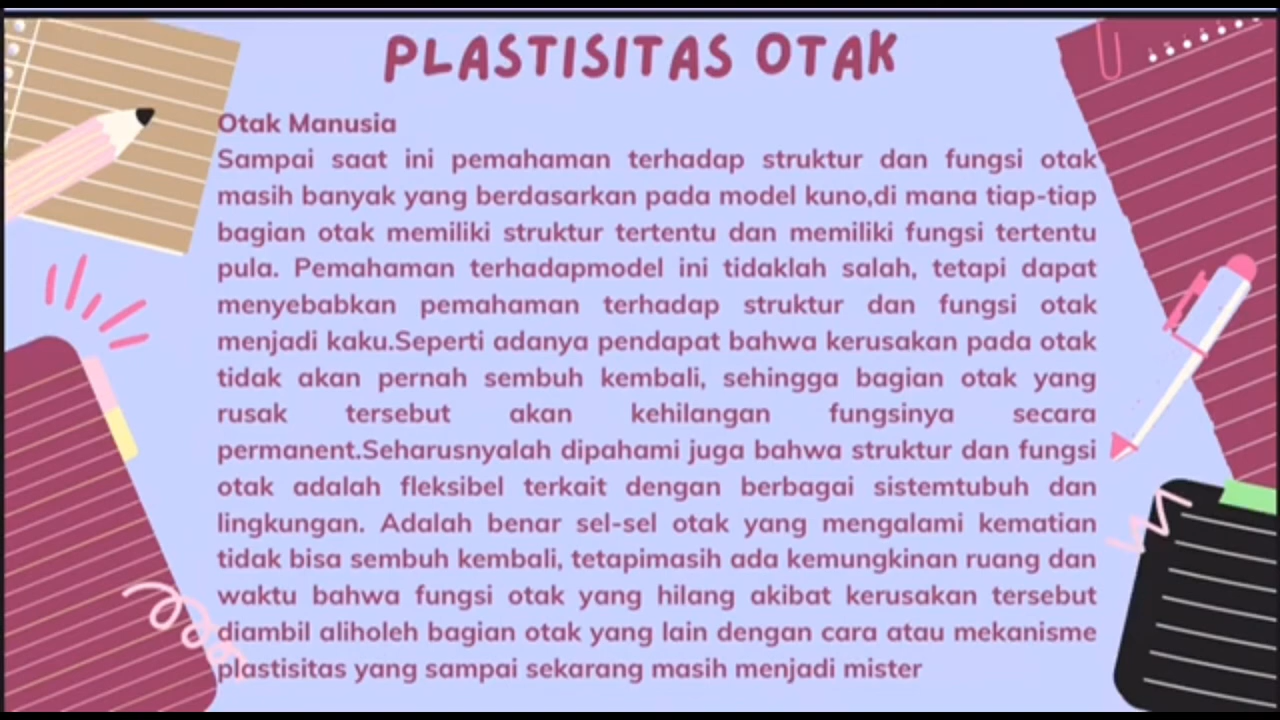 PLASTISITAS OTAK
Otak Manusia
Sampai saat ini pemahaman terhadap struktur dan fungsi otak
masih banyak yang berdasarkan pada model kuno,di mana tiap-tiap
bagian otak memiliki struktur tertentu dan memiliki fungsi tertentu
pula. Pemahaman terhadapmodel ini tidaklah salah, tetapi dapat
menyebabkan pemahaman terhadap struktur dan fungsi otak
menjadi kaku.Seperti adanya pendapat bahwa kerusakan pada otak
tidak akan pernah sembuh kembali, sehingga bagian otak yang
rusak tersebut akan kehilangan fungsinya secara
permanent.Seharusnyalah dipahami juga bahwa struktur dan fungsi
otak adalah fleksibel terkait dengan berbagai sistemtubuh dan
lingkungan. Adalah benar sel-sel otak yang mengalami kematian
tidak bisa sembuh kembali, tetapimasih ada kemungkinan ruang dan
waktu bahwa fungsi otak yang hilang akibat kerusakan tersebut
diambil aliholeh bagian otak yang lain dengan cara atau mekanisme
plastisitas yang sampai sekarang masih menjadi mister